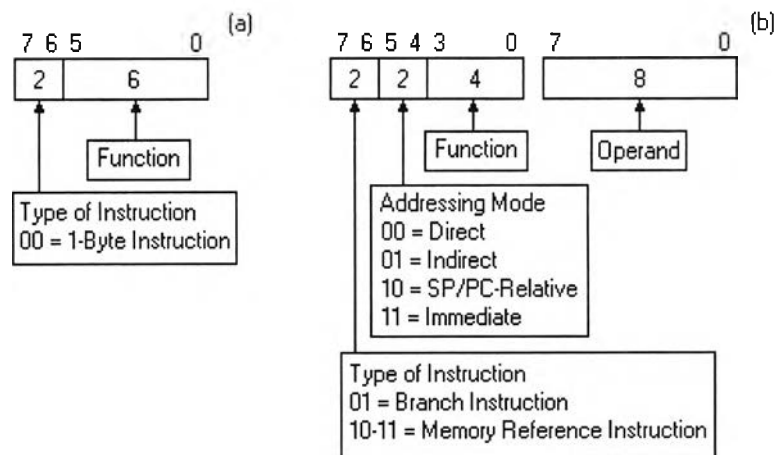 (a)
7 6 5 0
2 6
Function
Type of Instruction
00 = 1-Byte Instruction
(b)
7 6 5 4 3 0 7 0
2 2 4 8
Function Operand
Addressing Mode
00 = Direct
01 = Indirect
10 = SP/PC-Relative
11 = Immediate
Type of Instruction
01 = Branch Instruction
10-11 = Memory Reference Instruction